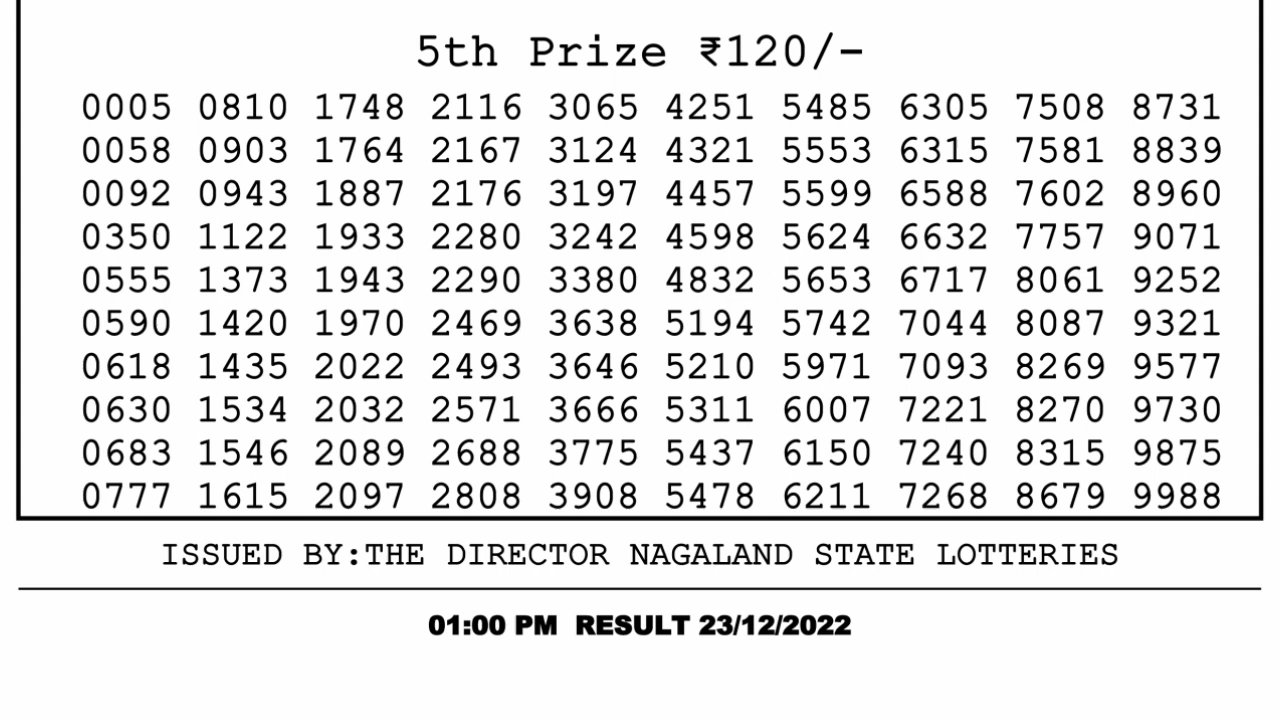 5th Prize ₹120/-
0005 0810 1748 2116 3065 4251 5485 6305 7508 8731
0058 0903 1764 2167 3124 4321 5553 6315 7581 8839
0092 0943 1887 2176 3197 4457 5599 6588 7602 8960
0350 1122 1933 2280 3242 4598 5624 6632 7757 9071
0555 1373 1943 2290 3380 4832 5653 6717 8061 9252
0590 1420 1970 2469 3638 5194 5742 7044 8087 9321
0618 1435 2022 2493 3646 5210 5971 7093 8269 9577
0630 1534 2032 2571 3666 5311 6007 7221 8270 9730
0683 1546 2089 2688 3775 5437 6150 7240 8315 9875
0777 1615 2097 2808 3908 5478 6211 7268 8679 9988
ISSUED BY:THE DIRECTOR NAGALAND STATE LOTTERIES
01:00 PM RESULT 23/12/2022